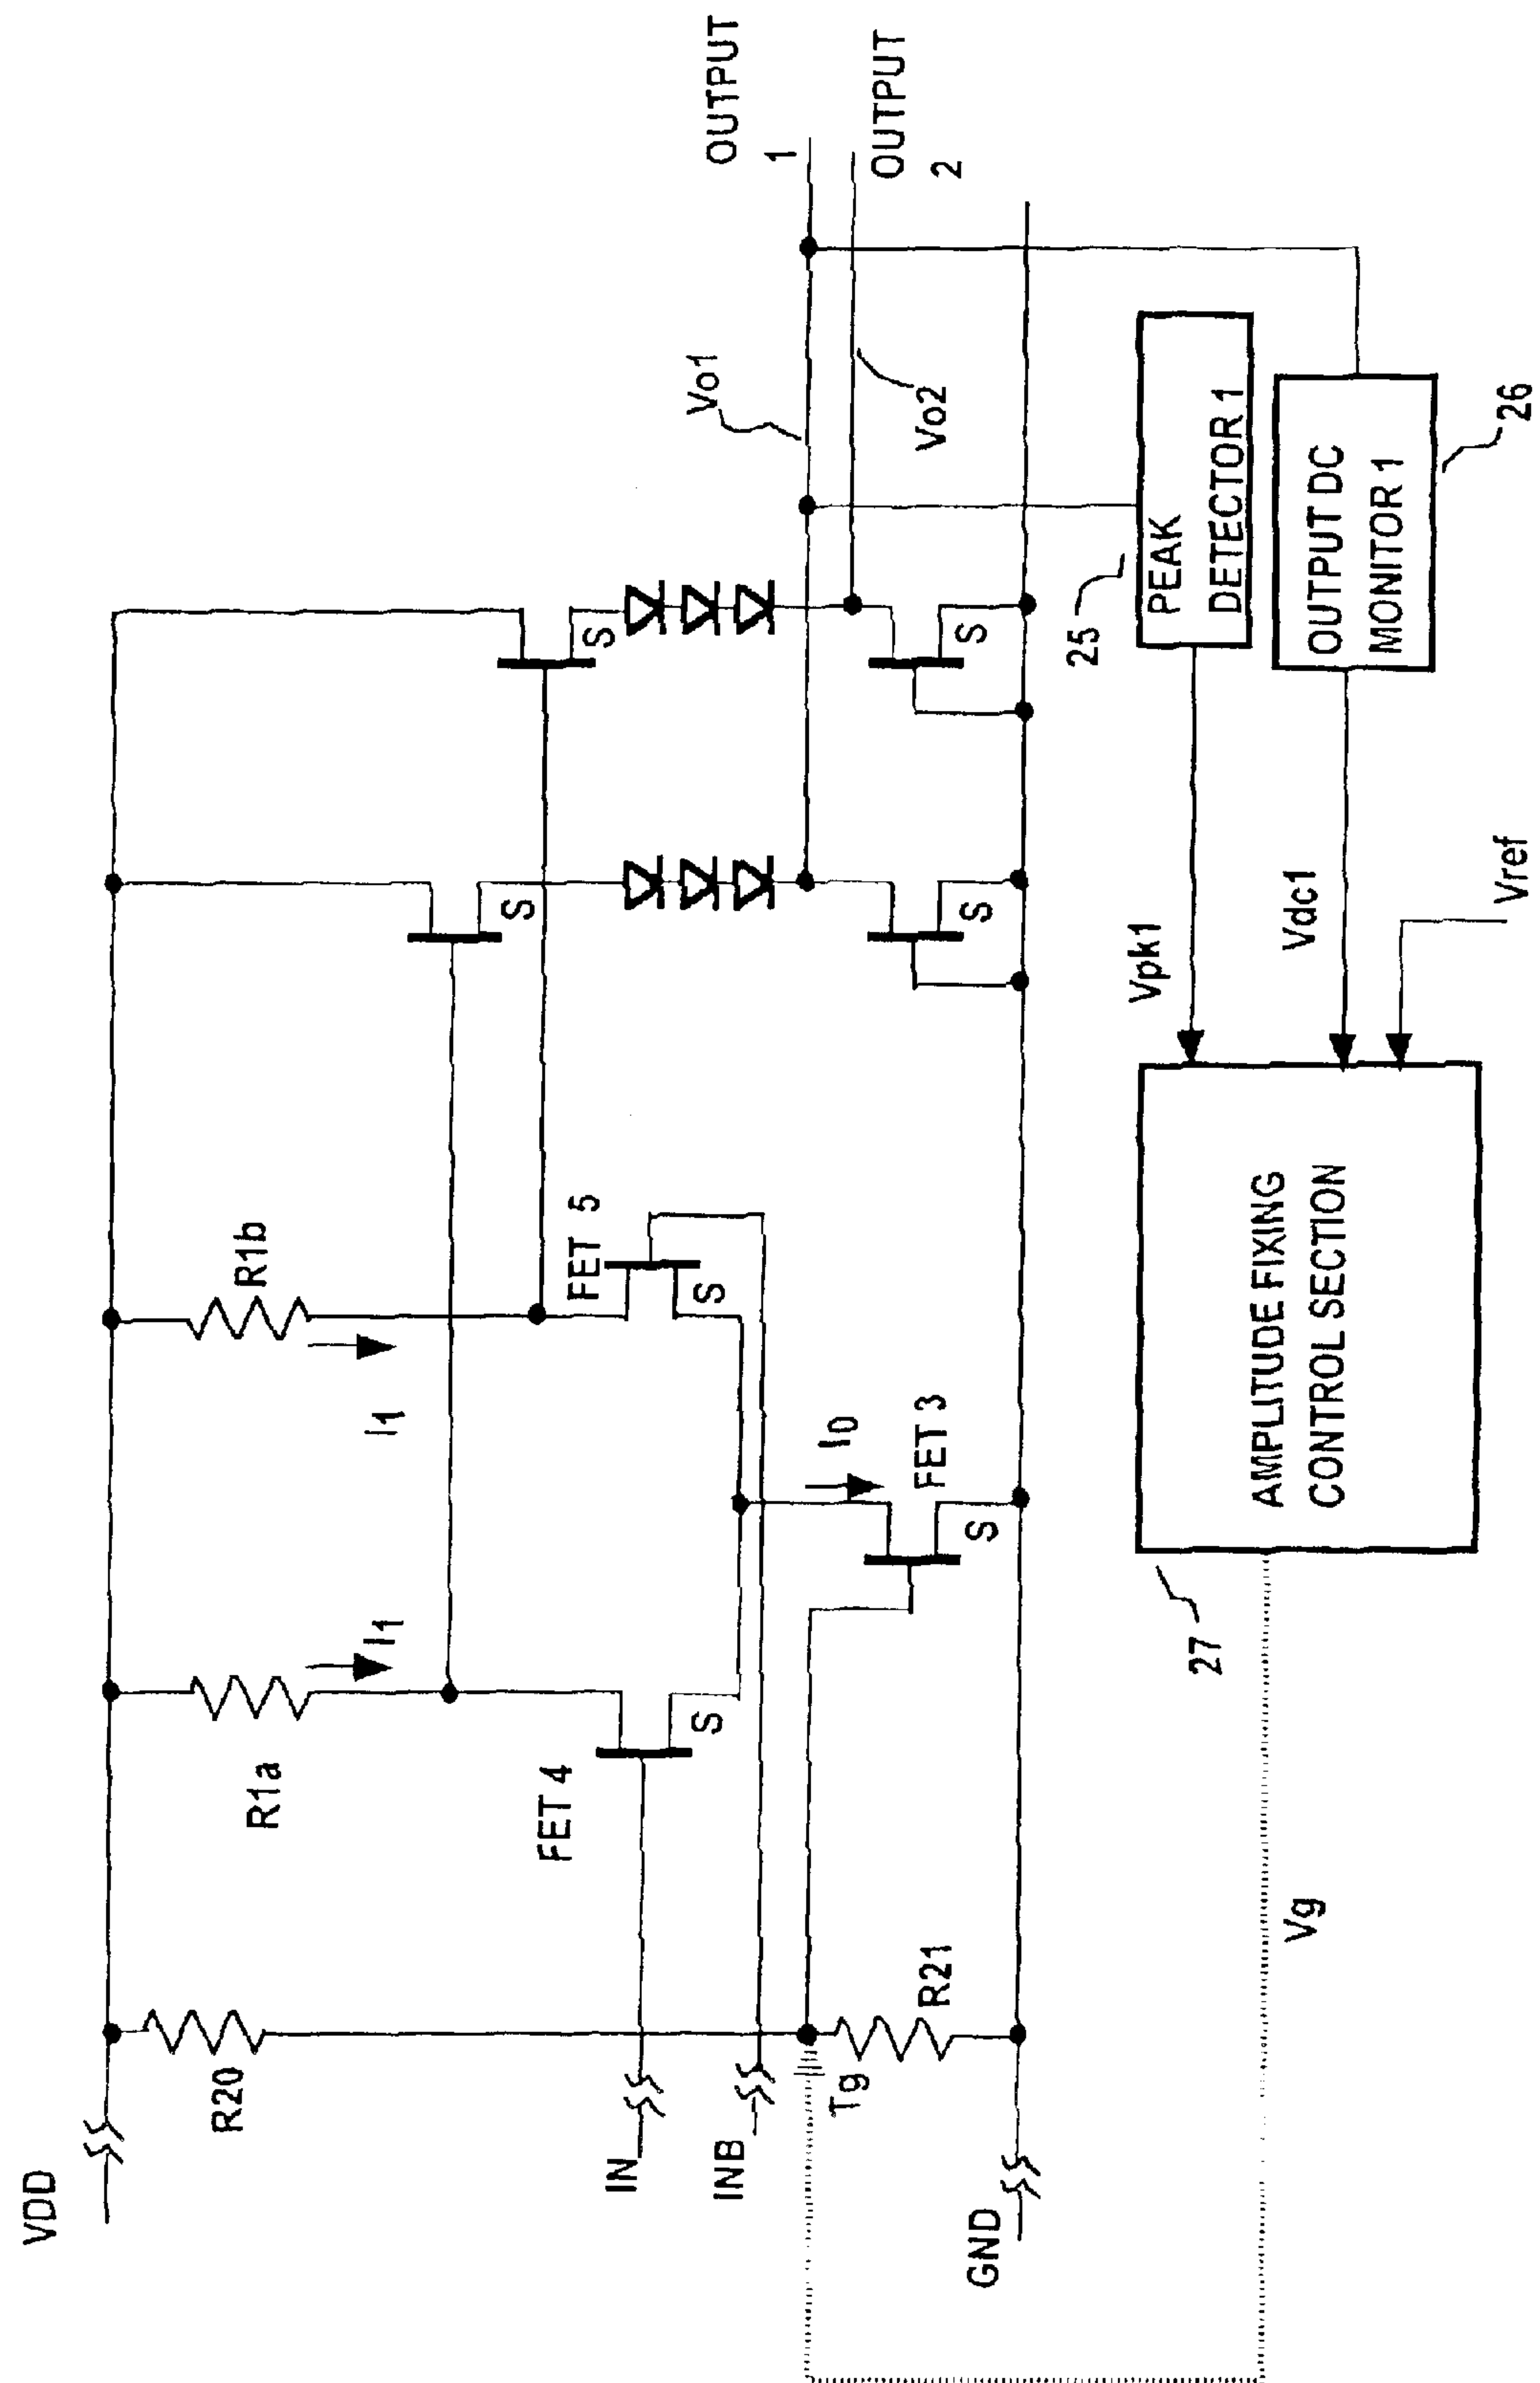 VDD
R20
R1a
I1
I1
R1b
FET 4
FET 5
S
S
IN
INB
Tg
R21
GND
I0
FET 3
S
S
S
S
S
Vo1
Vo2
OUTPUT
1
OUTPUT
2
25
PEAK
DETECTOR 1
OUTPUT DC
MONITOR 1
26
Vpk1
Vdc1
Vref
AMPLITUDE FIXING
CONTROL SECTION
27
Vg